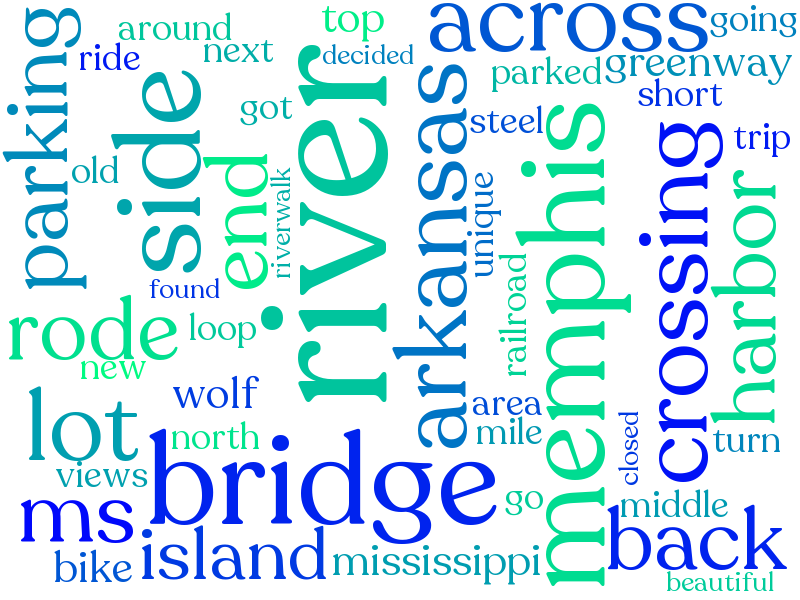 across
going
top
around
parking
ride
next
decided
river
side
got
parked
greenway
arkansas
short
steel
memphis
trip
crossing
old
end
riverwalk
unique
harbor
found
railroad
rode
loop
new
wolf
area
lot
north
mile
closed
turn
views
bridge
ms
go
middle
back
island
mississippi
bike
beautiful